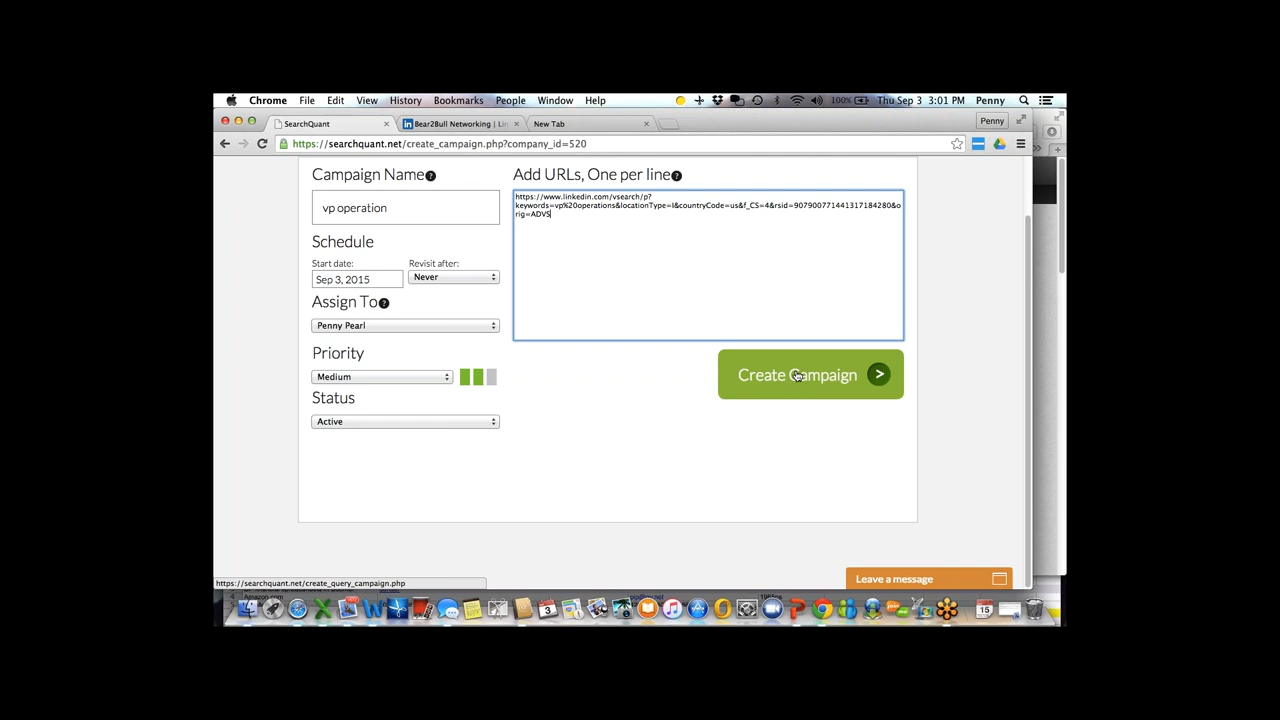 Chrome File Edit View History Bookmarks People Window Help 100% Thu Sep 3 3:01 PM Penny
SearchQuant Bear2Bull Networking | Lin New Tab Penny
https://searchquant.net/create_campaign.php?company_id=520
Campaign Name Add URLs, One per line
vp operation
https://www.linkedin.com/vsearch/p?
keywords=vp%20operations&locationType=I&countryCode=us&f_CS=4&rsid=907900771441317184280&o
rig=ADVS
Schedule
Start date: Revisit after:
Sep 3, 2015 Never
Assign To
Penny Pearl
Priority
Medium
Create Campaign >
Status
Active
Leave a message
https://searchquant.net/create_query_campaign.php